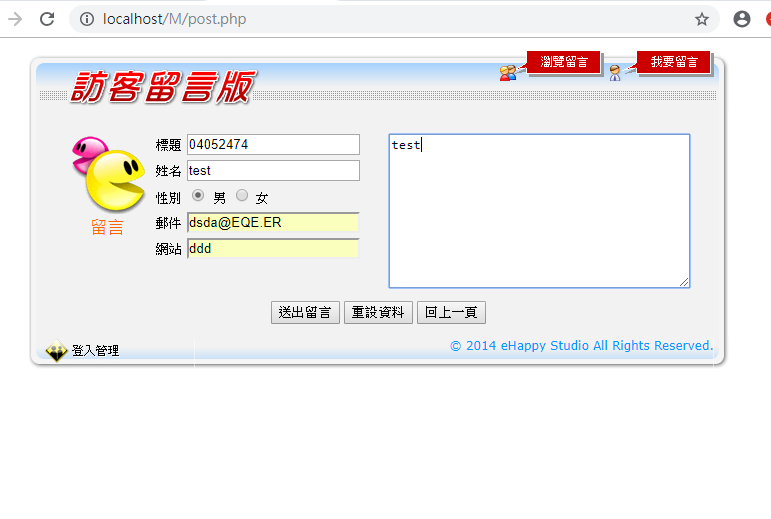 localhost/M/post.php
瀏覽留言 我要留言
訪客留言版
標題 04052474
姓名 test
性別 男 女
郵件 dsda@EQE.ER
網站 ddd
留言
test
送出留言 重設資料 回上一頁
登入管理
© 2014 eHappy Studio All Rights Reserved.